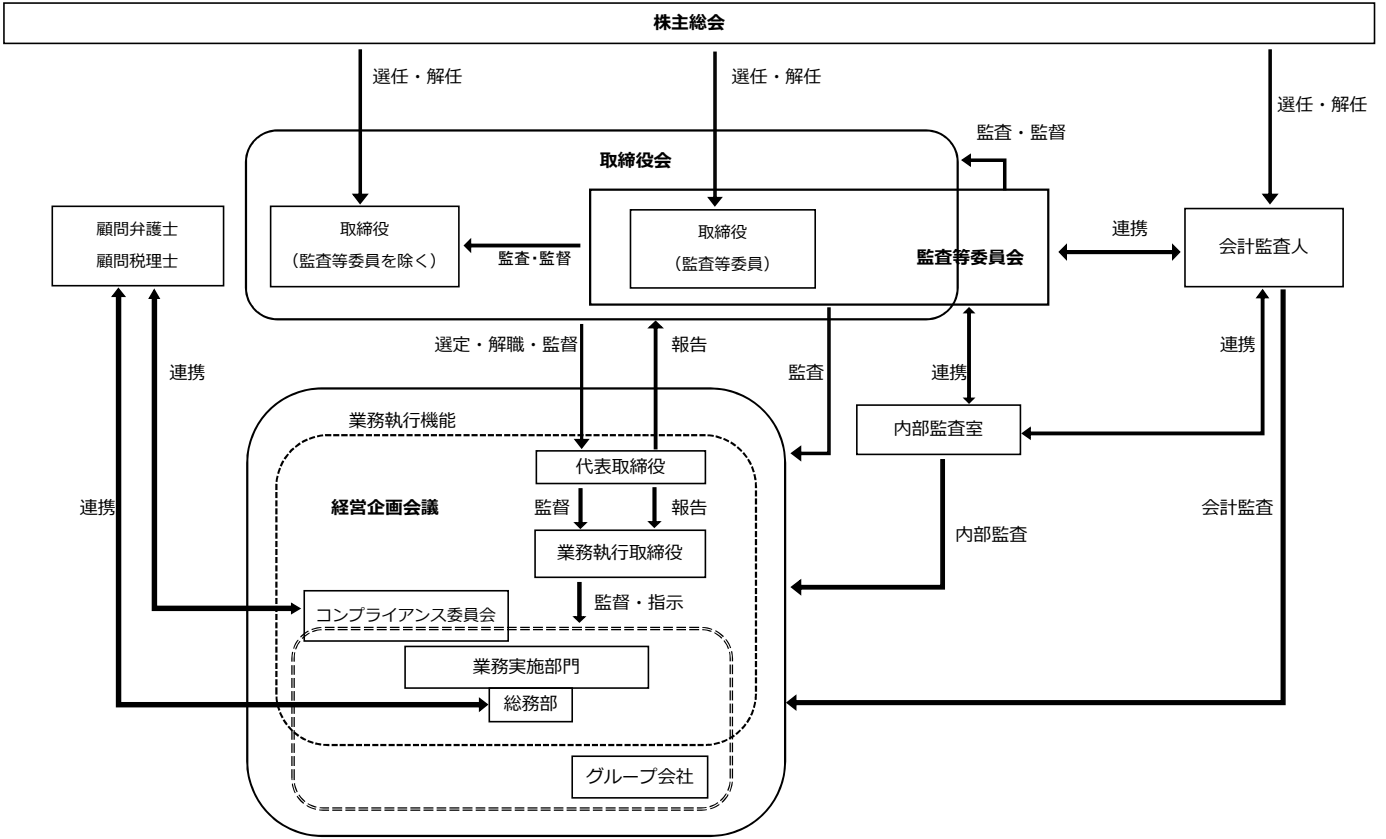 株主総会
選任・解任
選任・解任
選任・解任
監査・監督
取締役会
顧問弁護士
顧問税理士
取締役
（監査等委員を除く）
監査・監督
取締役
（監査等委員）
監査等委員会
連携
会計監査人
選定・解職・監督
報告
監査
連携
連携
連携
業務執行機能
内部監査室
代表取締役
経営企画会議
監督
報告
連携
会計監査
内部監査
業務執行取締役
監督・指示
コンプライアンス委員会
業務実施部門
総務部
グループ会社